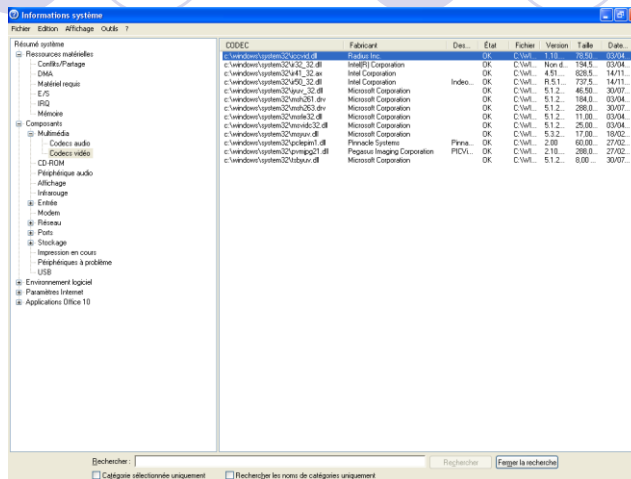 Informations système
Fichier Edition Affichage Outils ?
Résumé système
Ressources matérielles
Conflits/Partage
DMA
Matériel requis
E/S
IRQ
Mémoire
Composants
Multimédia
Codecs audio
Codecs vidéo
CD-ROM
Périphérique audio
Affichage
Infrarouge
Entrée
Modem
Réseau
Ports
Stockage
Impression en cours
Périphériques à problème
USB
Environnement logiciel
Paramètres Internet
Applications Office 10
CODEC Fabricant Des... État Fichier Version Taille Date...
c:\windows\system32\iccvid.dll Radius Inc. OK C:\WI... 1.10.... 78,50... 03/04...
c:\windows\system32\ir32_32.dll Intel(R) Corporation OK C:\WI... Non d... 194,5... 03/04...
c:\windows\system32\ir41_32.ax Intel Corporation OK C:\WI... 4.51.... 828,5... 14/11...
c:\windows\system32\ir50_32.dll Intel Corporation Indeo... OK C:\WI... R.5.1... 737,5... 14/11...
c:\windows\system32\iyuv_32.dll Microsoft Corporation OK C:\WI... 5.1.2... 46,50... 30/07...
c:\windows\system32\msh261.drv Microsoft Corporation OK C:\WI... 5.1.2... 184,0... 03/04...
c:\windows\system32\msh263.drv Microsoft Corporation OK C:\WI... 5.1.2... 288,0... 30/07...
c:\windows\system32\msrle32.dll Microsoft Corporation OK C:\WI... 5.1.2... 11,00... 03/04...
c:\windows\system32\msvidc32.dll Microsoft Corporation OK C:\WI... 5.1.2... 25,00... 03/04...
c:\windows\system32\msyuv.dll Microsoft Corporation OK C:\WI... 5.3.2... 17,00... 18/02...
c:\windows\system32\pclepim1.dll Pinnacle Systems Pinna... OK C:\WI... 2.00 60,00... 27/02...
c:\windows\system32\pvmjpg21.dll Pegasus Imaging Corporation PICVi... OK C:\WI... 2.10.... 288,0... 27/02...
c:\windows\system32\tsbyuv.dll Microsoft Corporation OK C:\WI... 5.1.2... 8,00 ... 30/07...
Rechercher : Rechercher Fermer la recherche
Catégorie sélectionnée uniquement Rechercher les noms de catégories uniquement